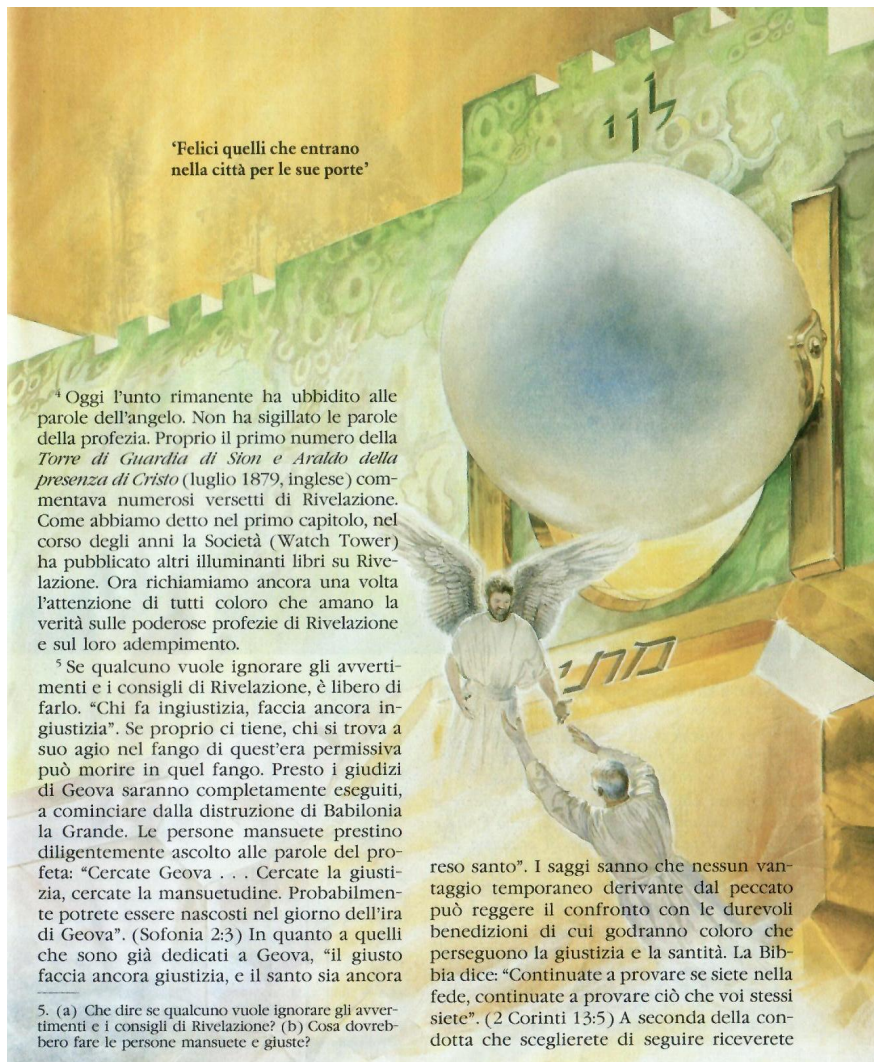 ‘Felici quelli che entrano
nella città per le sue porte’
לוי
מתי
⁴ Oggi l’unto rimanente ha ubbidito alle
parole dell’angelo. Non ha sigillato le parole
della profezia. Proprio il primo numero della
Torre di Guardia di Sion e Araldo della
presenza di Cristo (luglio 1879, inglese) com-
mentava numerosi versetti di Rivelazione.
Come abbiamo detto nel primo capitolo, nel
corso degli anni la Società (Watch Tower)
ha pubblicato altri illuminanti libri su Rive-
lazione. Ora richiamiamo ancora una volta
l’attenzione di tutti coloro che amano la
verità sulle poderose profezie di Rivelazione
e sul loro adempimento.
⁵ Se qualcuno vuole ignorare gli avverti-
menti e i consigli di Rivelazione, è libero di
farlo. “Chi fa ingiustizia, faccia ancora in-
giustizia”. Se proprio ci tiene, chi si trova a
suo agio nel fango di quest’era permissiva
può morire in quel fango. Presto i giudizi
di Geova saranno completamente eseguiti,
a cominciare dalla distruzione di Babilonia
la Grande. Le persone mansuete prestino
diligentemente ascolto alle parole del pro-
feta: “Cercate Geova . . . Cercate la giusti-
zia, cercate la mansuetudine. Probabilmen-
te potrete essere nascosti nel giorno dell’ira
di Geova”. (Sofonia 2:3) In quanto a quelli
che sono già dedicati a Geova, “il giusto
faccia ancora giustizia, e il santo sia ancora
5. (a) Che dire se qualcuno vuole ignorare gli avver-
timenti e i consigli di Rivelazione? (b) Cosa dovreb-
bero fare le persone mansuete e giuste?
reso santo”. I saggi sanno che nessun van-
taggio temporaneo derivante dal peccato
può reggere il confronto con le durevoli
benedizioni di cui godranno coloro che
perseguono la giustizia e la santità. La Bib-
bia dice: “Continuate a provare se siete nella
fede, continuate a provare ciò che voi stessi
siete”. (2 Corinti 13:5) A seconda della con-
dotta che sceglierete di seguire riceverete